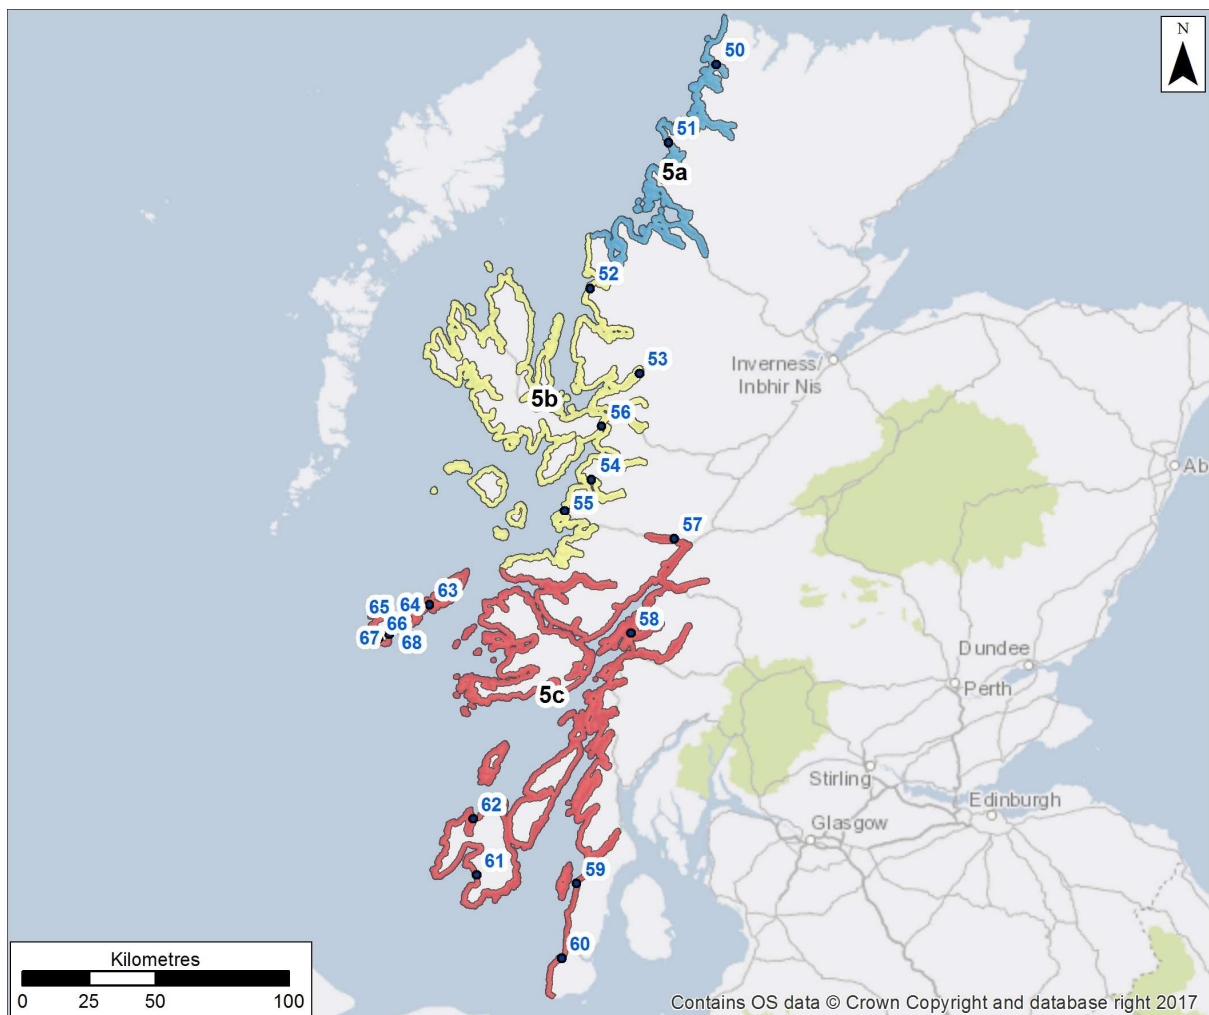 N
50
51
5a
52
53
Inverness/
Inbhir Nis
5b
56
54
Ab
55
57
63
65
64
66
58
67
68
Dundee
5c
Perth
Stirling
62
Edinburgh
Glasgow
61
59
60
Kilometres
0 25 50 100
Contains OS data © Crown Copyright and database right 2017